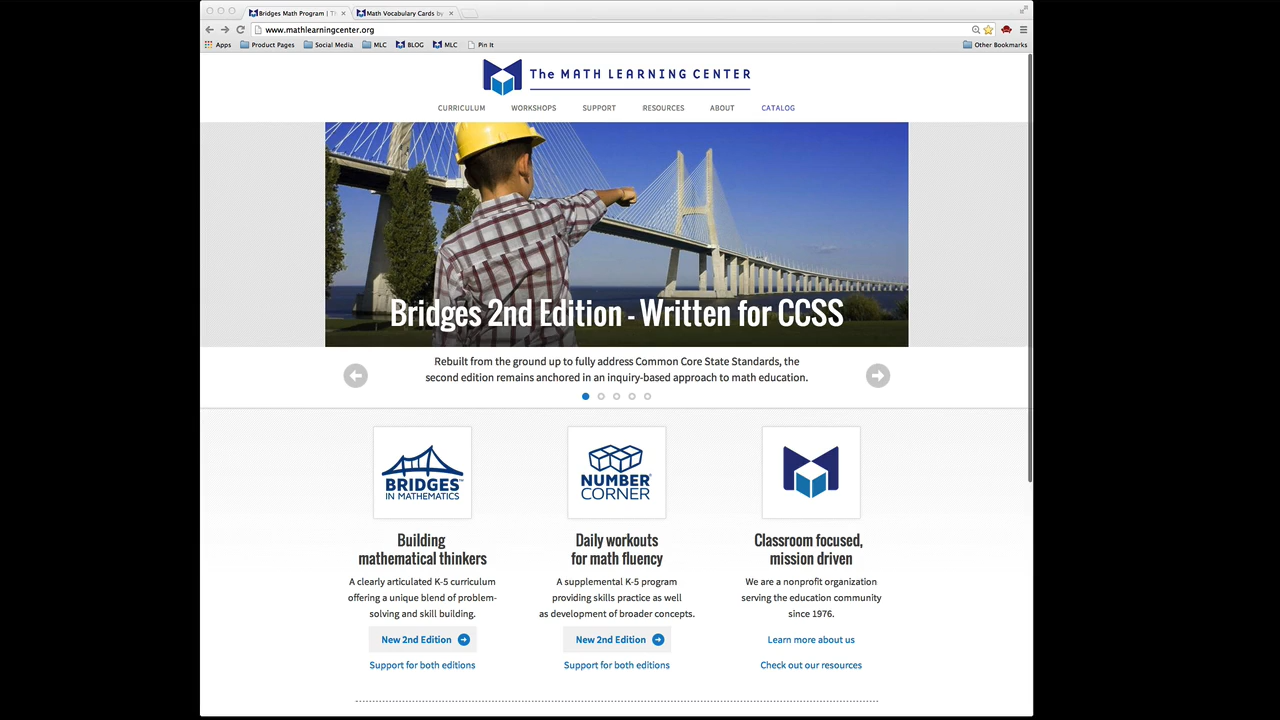 Bridges Math Program | Th
Math Vocabulary Cards by
www.mathlearningcenter.org
Apps Product Pages Social Media MLC BLOG MLC Pin It Other Bookmarks
The MATH LEARNING CENTER
CURRICULUM WORKSHOPS SUPPORT RESOURCES ABOUT CATALOG
Bridges 2nd Edition - Written for CCSS
Rebuilt from the ground up to fully address Common Core State Standards, the
second edition remains anchored in an inquiry-based approach to math education.
BRIDGES™
IN MATHEMATICS
Building
mathematical thinkers
A clearly articulated K-5 curriculum
offering a unique blend of problem-
solving and skill building.
New 2nd Edition
Support for both editions
NUMBER®
CORNER
Daily workouts
for math fluency
A supplemental K-5 program
providing skills practice as well
as development of broader concepts.
New 2nd Edition
Support for both editions
Classroom focused,
mission driven
We are a nonprofit organization
serving the education community
since 1976.
Learn more about us
Check out our resources